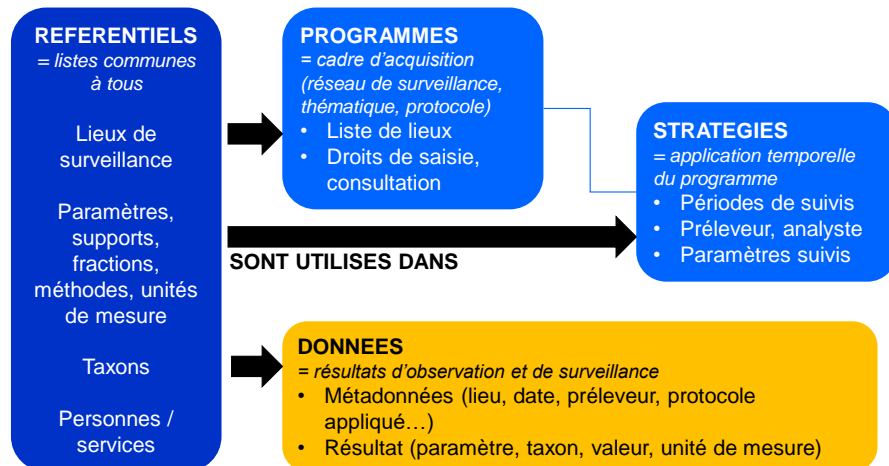 REFERENTIELS
= listes communes
à tous
Lieux de
surveillance
Paramètres,
supports,
fractions,
méthodes, unités
de mesure
Taxons
Personnes /
services
PROGRAMMES
= cadre d’acquisition
(réseau de surveillance,
thématique, protocole)
• Liste de lieux
• Droits de saisie,
consultation
STRATEGIES
= application temporelle
du programme
• Périodes de suivis
• Préleveur, analyste
• Paramètres suivis
SONT UTILISES DANS
DONNEES
= résultats d’observation et de surveillance
• Métadonnées (lieu, date, préleveur, protocole
appliqué…)
• Résultat (paramètre, taxon, valeur, unité de mesure)